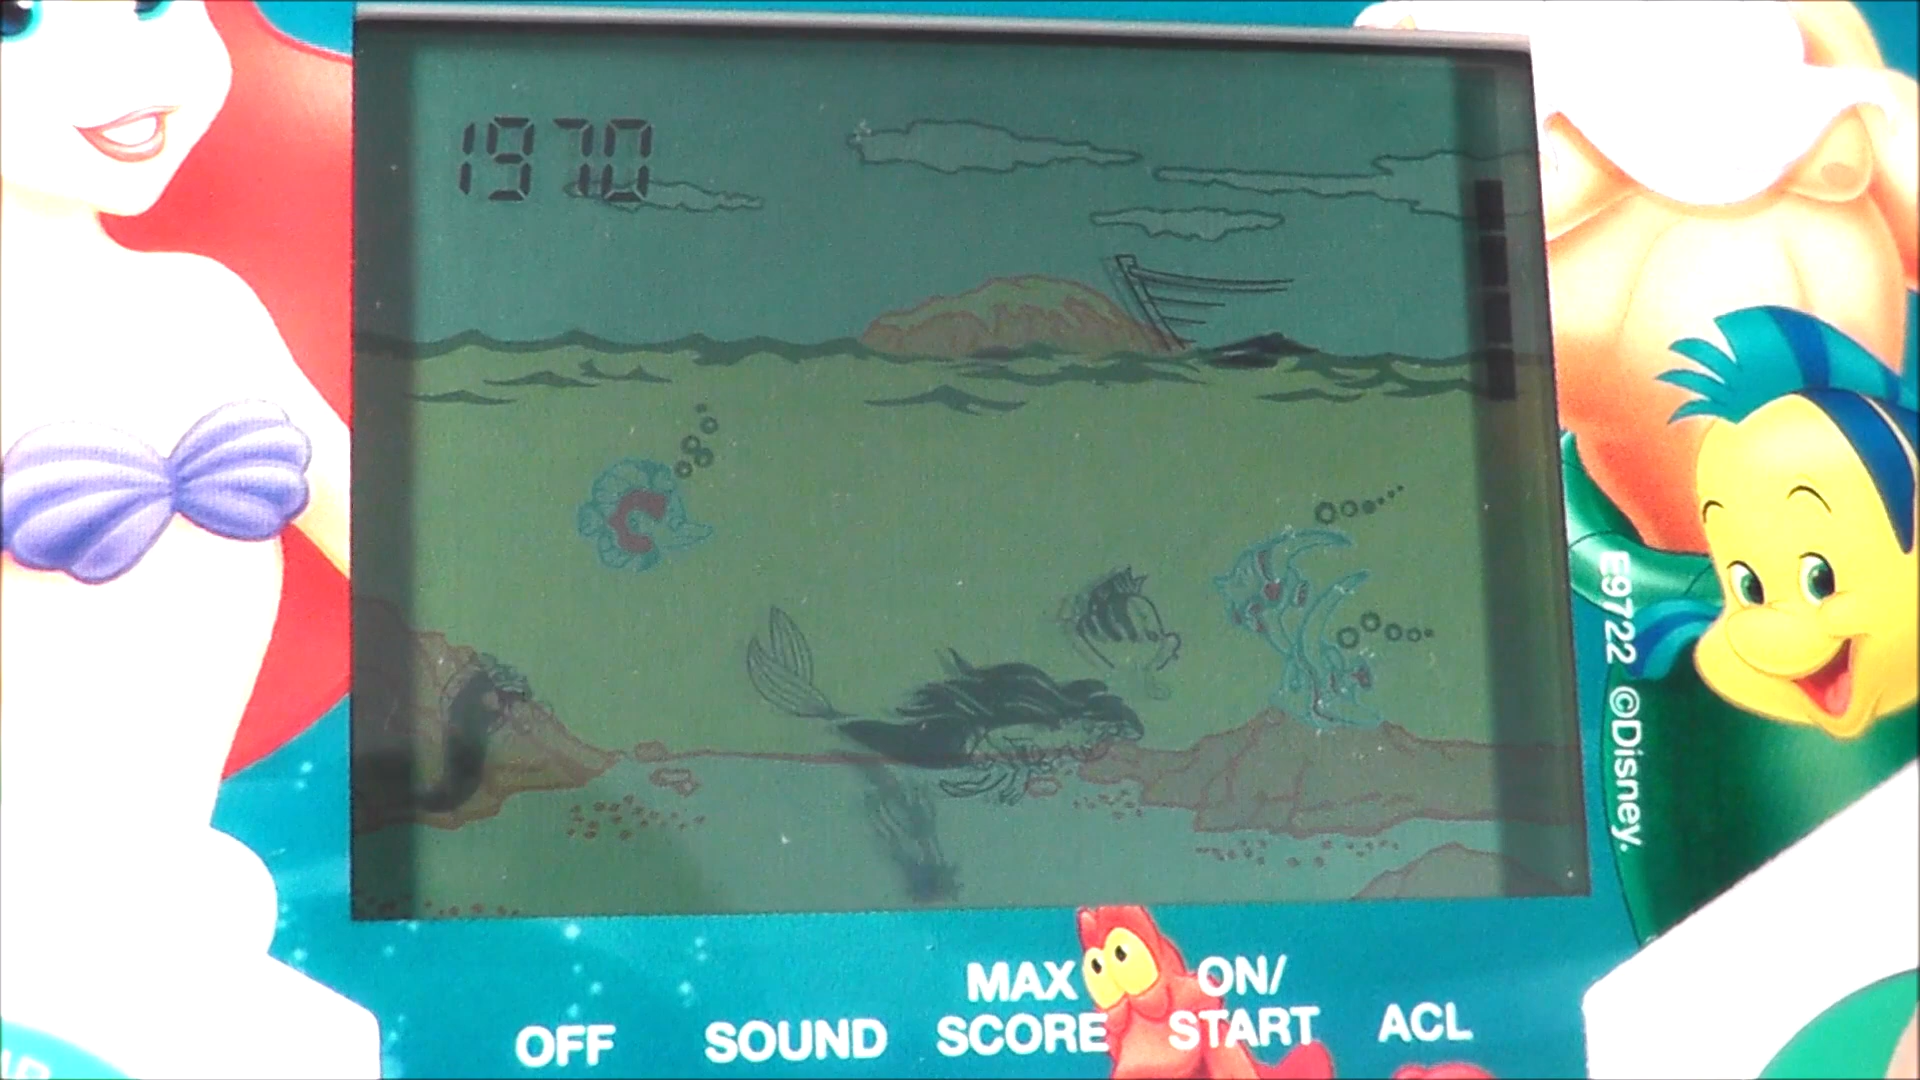 1970
E9722 ©Disney.
MAX
SCORE
ON/
START
OFF
SOUND
ACL